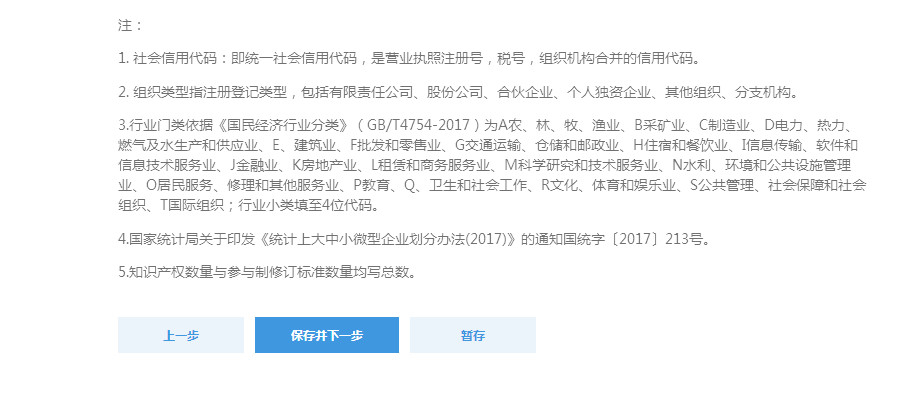 注：
1. 社会信用代码：即统一社会信用代码，是营业执照注册号，税号，组织机构合并的信用代码。
2. 组织类型指注册登记类型，包括有限责任公司、股份公司、合伙企业、个人独资企业、其他组织、分支机构。
3.行业门类依据《国民经济行业分类》（GB/T4754-2017）为A农、林、牧、渔业、B采矿业、C制造业、D电力、热力、
燃气及水生产和供应业、E、建筑业、F批发和零售业、G交通运输、仓储和邮政业、H住宿和餐饮业、I信息传输、软件和
信息技术服务业、J金融业、K房地产业、L租赁和商务服务业、M科学研究和技术服务业、N水利、环境和公共设施管理
业、O居民服务、修理和其他服务业、P教育、Q、卫生和社会工作、R文化、体育和娱乐业、S公共管理、社会保障和社会
组织、T国际组织；行业小类填至4位代码。
4.国家统计局关于印发《统计上大中小微型企业划分办法(2017)》的通知国统字〔2017〕213号。
5.知识产权数量与参与制修订标准数量均写总数。
上一步 保存并下一步 暂存